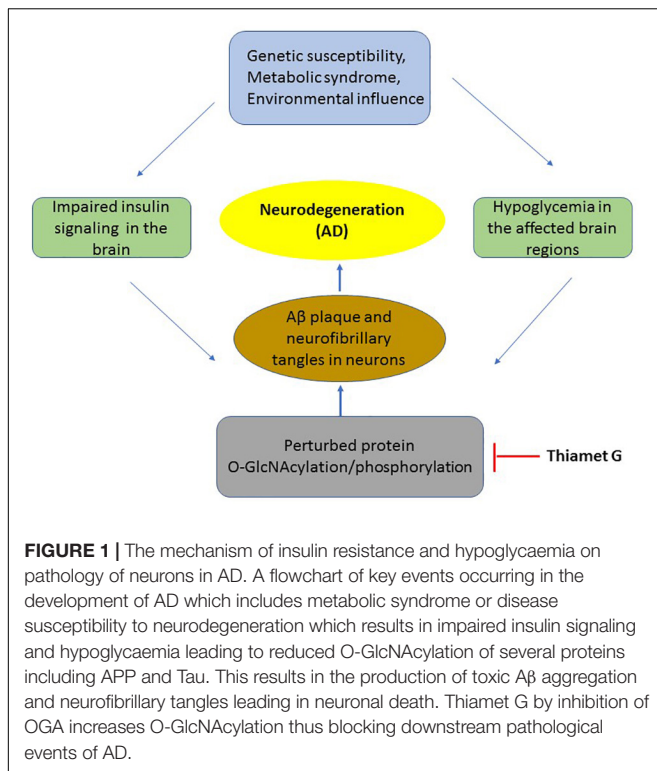 Genetic susceptibility,
Metabolic syndrome,
Environmental influence
Impaired insulin
signaling in the
brain
Neurodegeneration
(AD)
Hypoglycemia in
the affected brain
regions
Aβ plaque and
neurofibrillary
tangles in neurons
Perturbed protein
O-GlcNAcylation/phosphorylation
Thiamet G
FIGURE 1 | The mechanism of insulin resistance and hypoglycaemia on
pathology of neurons in AD. A flowchart of key events occurring in the
development of AD which includes metabolic syndrome or disease
susceptibility to neurodegeneration which results in impaired insulin signaling
and hypoglycaemia leading to reduced O-GlcNAcylation of several proteins
including APP and Tau. This results in the production of toxic Aβ aggregation
and neurofibrillary tangles leading in neuronal death. Thiamet G by inhibition of
OGA increases O-GlcNAcylation thus blocking downstream pathological
events of AD.